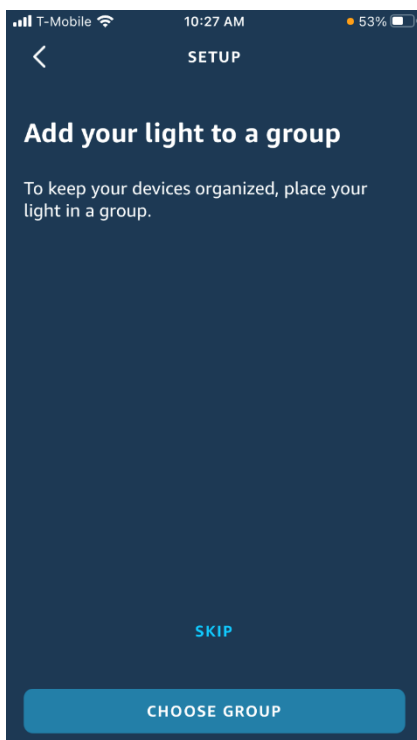 T-Mobile 10:27 AM 53%
SETUP
Add your light to a group
To keep your devices organized, place your
light in a group.
SKIP
CHOOSE GROUP